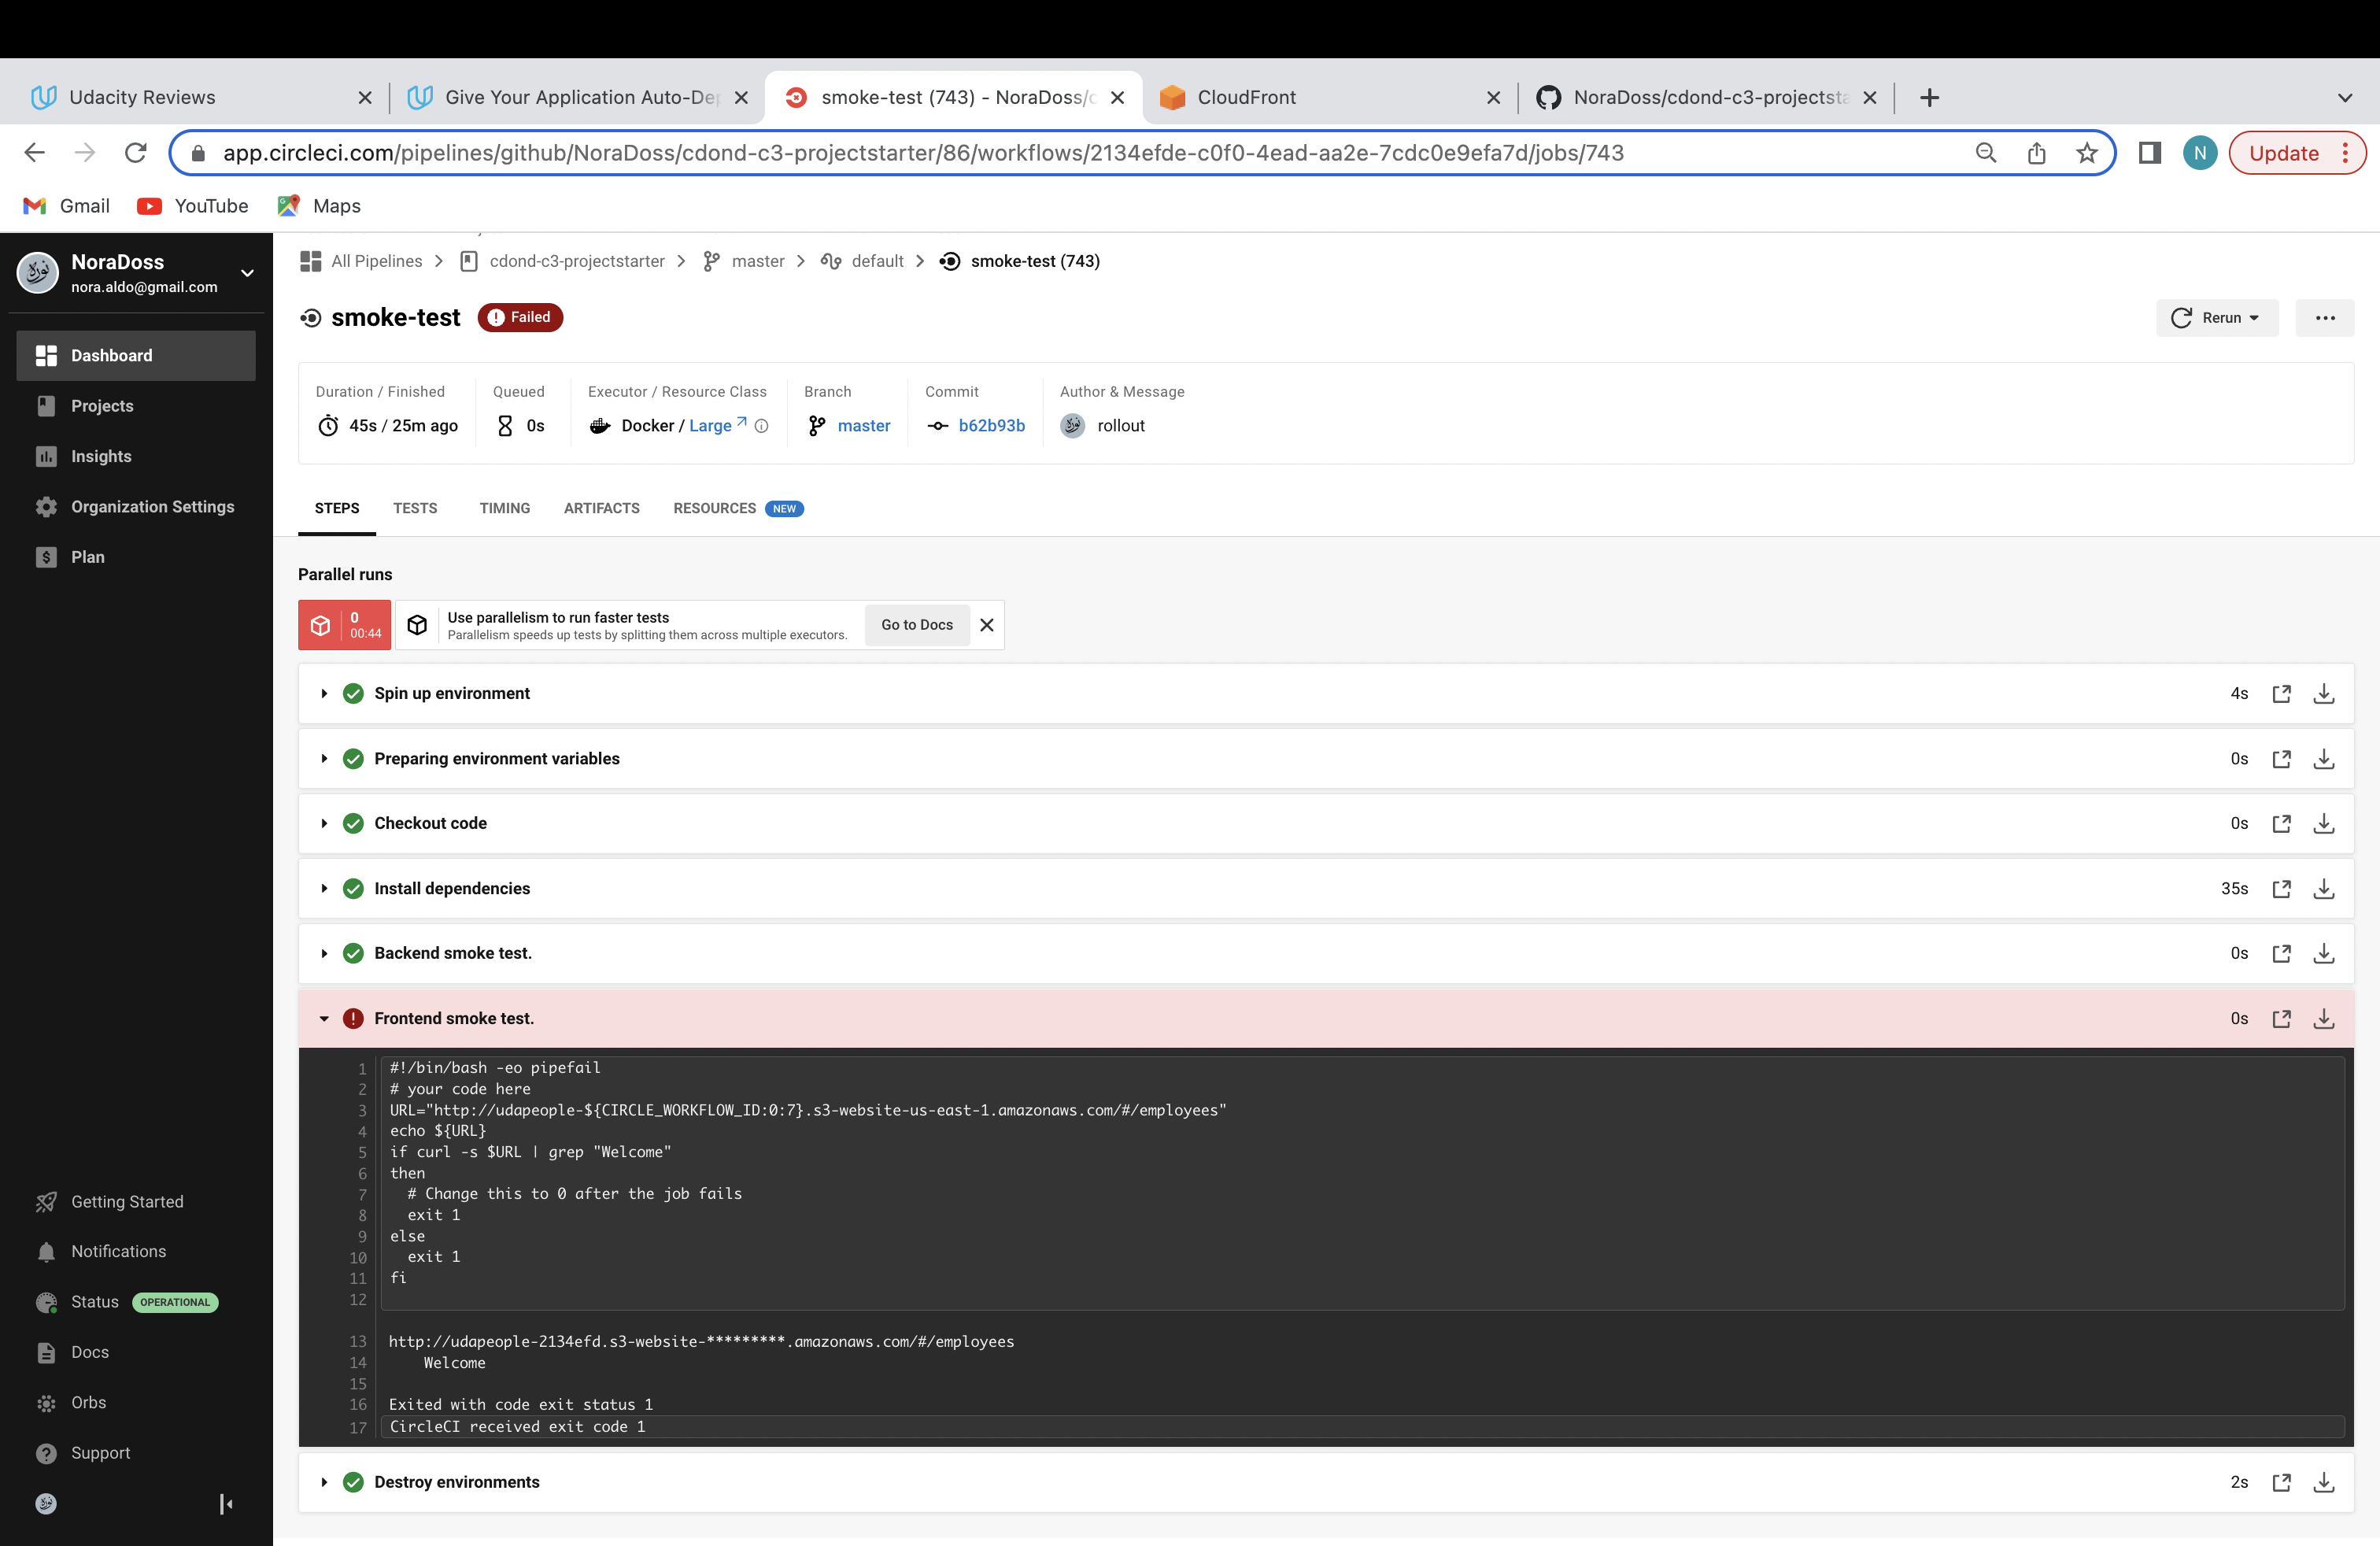 Udacity Reviews
Give Your Application Auto-Dep
smoke-test (743) - NoraDoss/c
CloudFront
NoraDoss/cdond-c3-projectsta
app.circleci.com/pipelines/github/NoraDoss/cdond-c3-projectstarter/86/workflows/2134efde-c0f0-4ead-aa2e-7cdc0e9efa7d/jobs/743
N
Update
Gmail
YouTube
Maps
NoraDoss
nora.aldo@gmail.com
Dashboard
Projects
Insights
Organization Settings
Plan
Getting Started
Notifications
Status OPERATIONAL
Docs
Orbs
Support
All Pipelines
cdond-c3-projectstarter
master
default
smoke-test (743)
smoke-test
Failed
Rerun
Duration / Finished
45s / 25m ago
Queued
0s
Executor / Resource Class
Docker / Large
Branch
master
Commit
b62b93b
Author & Message
rollout
STEPS
TESTS
TIMING
ARTIFACTS
RESOURCES NEW
Parallel runs
0
00:44
Use parallelism to run faster tests
Parallelism speeds up tests by splitting them across multiple executors.
Go to Docs
Spin up environment 4s
Preparing environment variables 0s
Checkout code 0s
Install dependencies 35s
Backend smoke test. 0s
Frontend smoke test. 0s
1 #!/bin/bash -eo pipefail
2 # your code here
3 URL="http://udapeople-${CIRCLE_WORKFLOW_ID:0:7}.s3-website-us-east-1.amazonaws.com/#/employees"
4 echo ${URL}
5 if curl -s $URL | grep "Welcome"
6 then
7 # Change this to 0 after the job fails
8 exit 1
9 else
10 exit 1
11 fi
12
13 http://udapeople-2134efd.s3-website-*********.amazonaws.com/#/employees
14 Welcome
15
16 Exited with code exit status 1
17 CircleCI received exit code 1
Destroy environments 2s